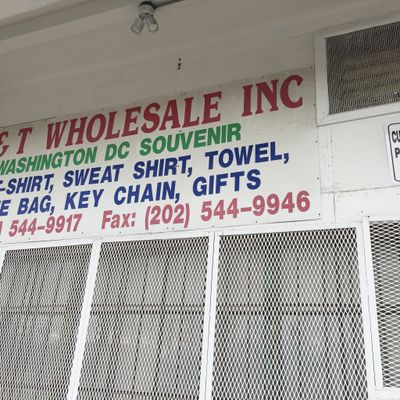 & T WHOLESALE INC
WASHINGTON DC SOUVENIR
T-SHIRT, SWEAT SHIRT, TOWEL,
BAG, KEY CHAIN, GIFTS
544-9917 Fax: (202) 544-9946